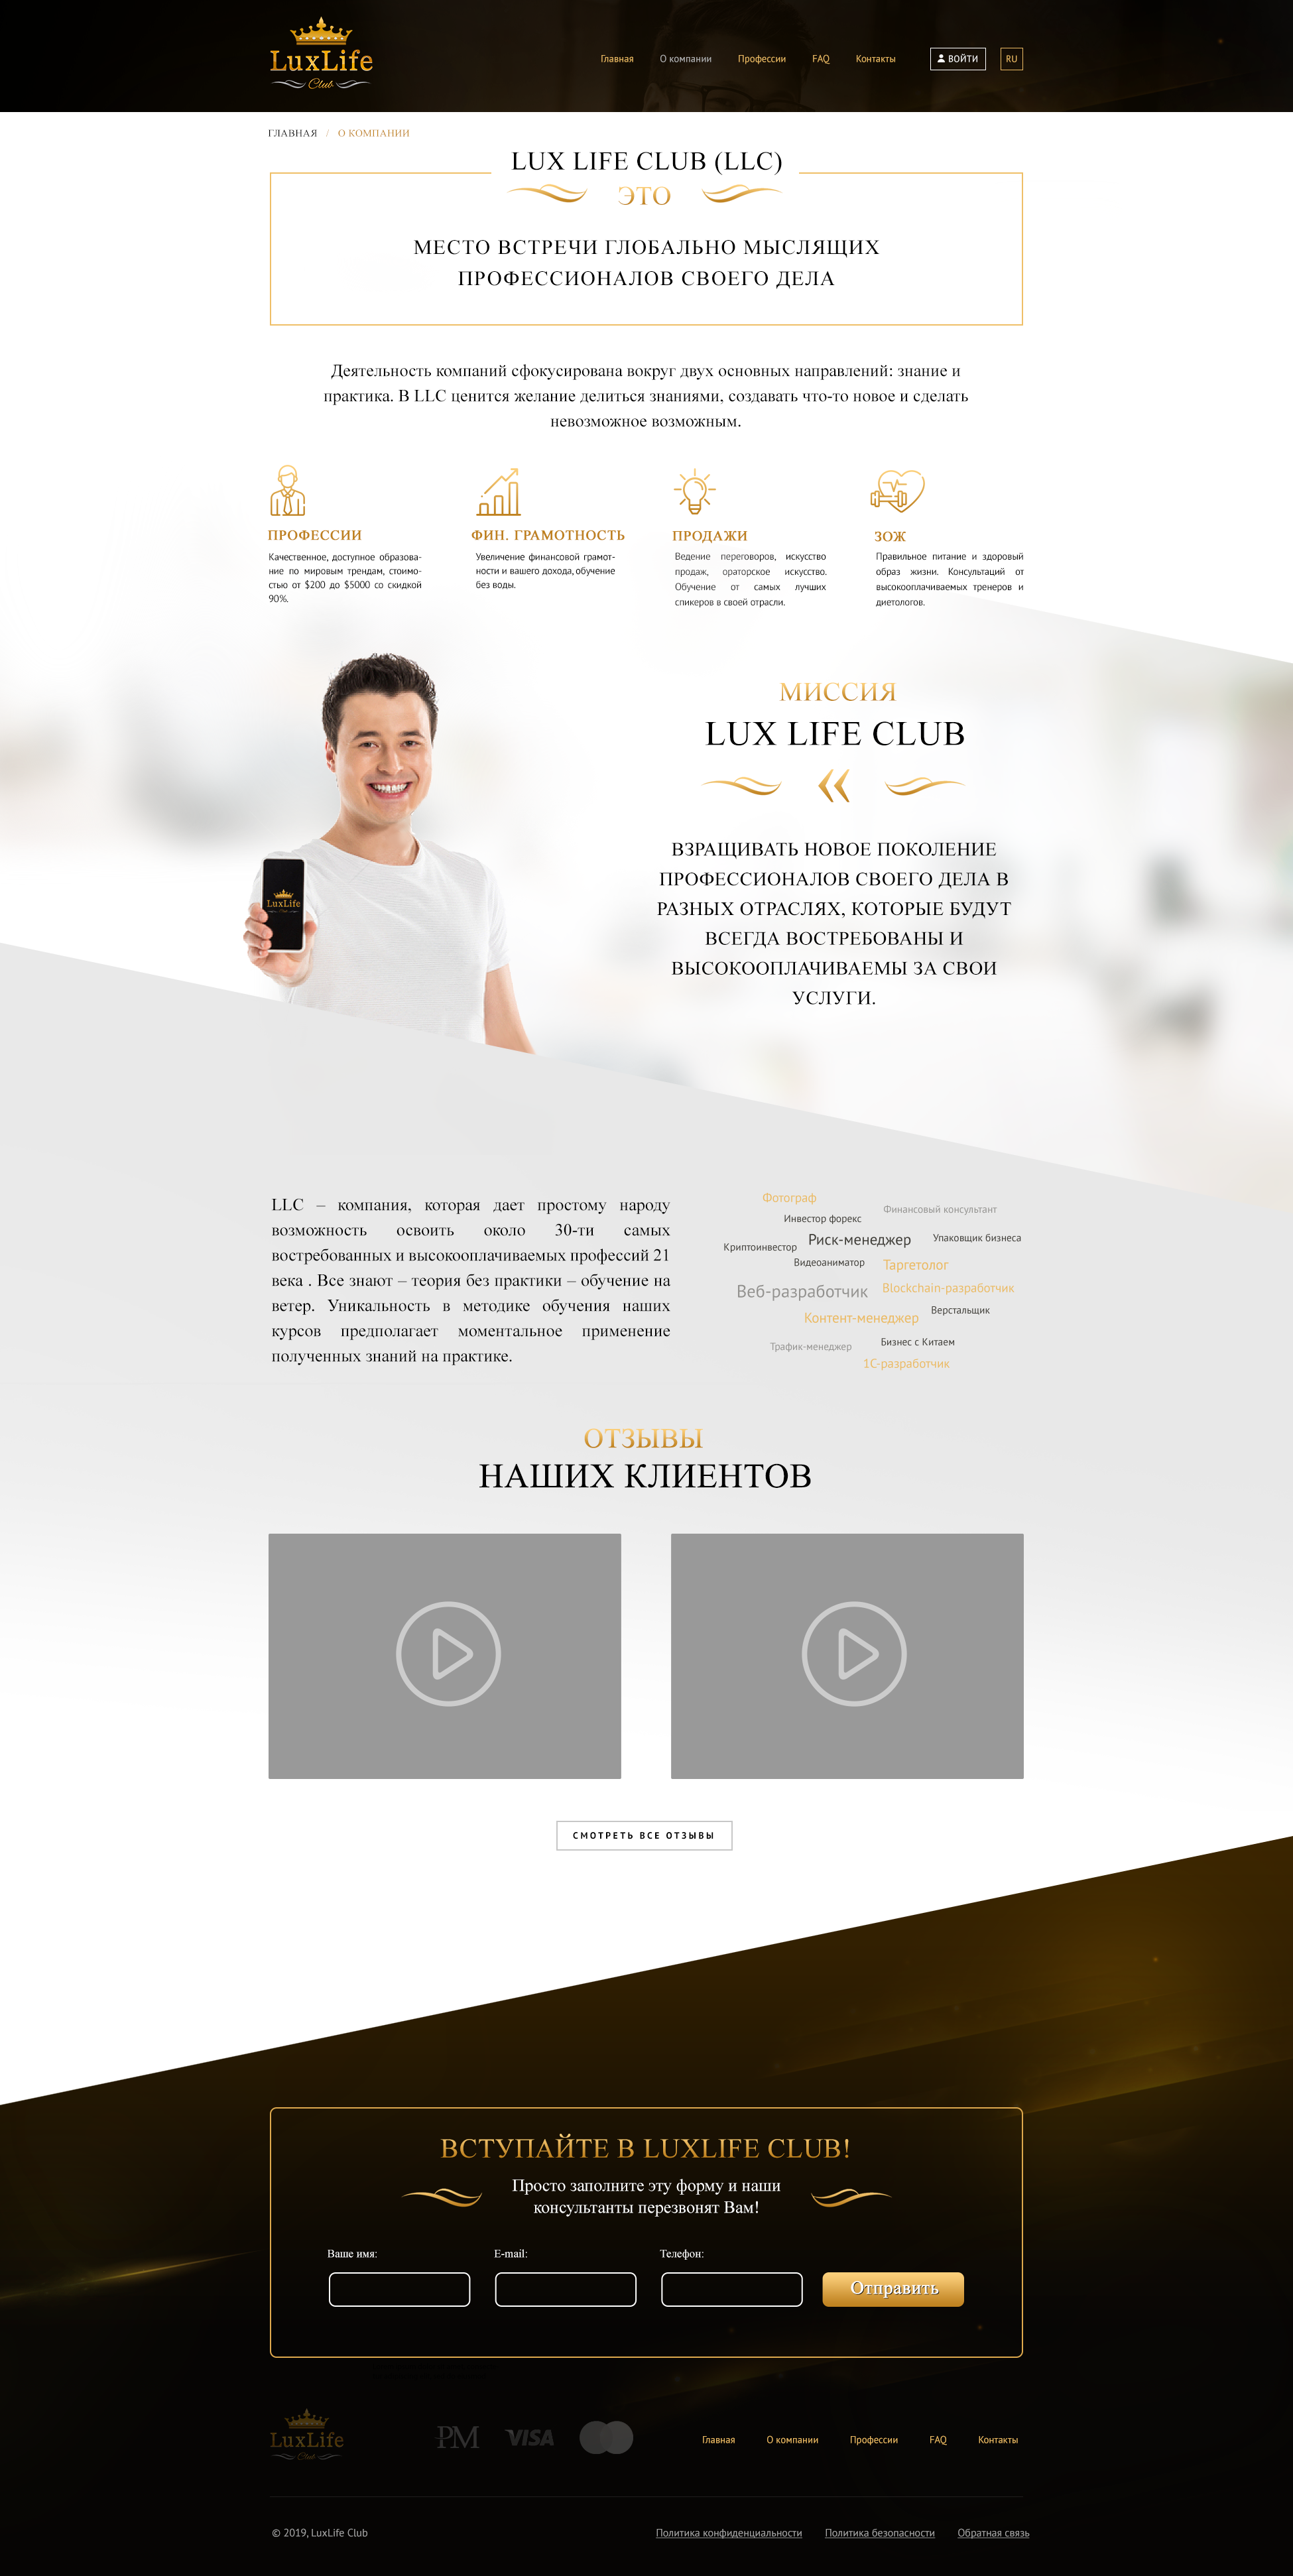 LuxLife
Club
Главная О компании Профессии FAQ Контакты ВОЙТИ RU
ГЛАВНАЯ / О КОМПАНИИ
LUX LIFE CLUB (LLC)
ЭТО
МЕСТО ВСТРЕЧИ ГЛОБАЛЬНО МЫСЛЯЩИХ
ПРОФЕССИОНАЛОВ СВОЕГО ДЕЛА
Деятельность компаний сфокусирована вокруг двух основных направлений: знание и
практика. В LLC ценится желание делиться знаниями, создавать что-то новое и сделать
невозможное возможным.
ПРОФЕССИИ
Качественное, доступное образова-
ние по мировым трендам, стоимо-
стью от $200 до $5000 со скидкой
90%.
ФИН. ГРАМОТНОСТЬ
Увеличение финансовой грамот-
ности и вашего дохода, обучение
без воды.
ПРОДАЖИ
Ведение переговоров, искусство
продаж, ораторское искусство.
Обучение от самых лучших
спикеров в своей отрасли.
ЗОЖ
Правильное питание и здоровый
образ жизни. Консультаций от
высокооплачиваемых тренеров и
диетологов.
LuxLife
Club
МИССИЯ
LUX LIFE CLUB
«
ВЗРАЩИВАТЬ НОВОЕ ПОКОЛЕНИЕ
ПРОФЕССИОНАЛОВ СВОЕГО ДЕЛА В
РАЗНЫХ ОТРАСЛЯХ, КОТОРЫЕ БУДУТ
ВСЕГДА ВОСТРЕБОВАНЫ И
ВЫСОКООПЛАЧИВАЕМЫ ЗА СВОИ
УСЛУГИ.
LLC – компания, которая дает простому народу
возможность освоить около 30-ти самых
востребованных и высокооплачиваемых профессий 21
века . Все знают – теория без практики – обучение на
ветер. Уникальность в методике обучения наших
курсов предполагает моментальное применение
полученных знаний на практике.
Фотограф
Финансовый консультант
Инвестор форекс
Риск-менеджер
Упаковщик бизнеса
Криптоинвестор
Видеоаниматор
Таргетолог
Веб-разработчик
Blockchain-разработчик
Верстальщик
Контент-менеджер
Бизнес с Китаем
Трафик-менеджер
1С-разработчик
ОТЗЫВЫ
НАШИХ КЛИЕНТОВ
СМОТРЕТЬ ВСЕ ОТЗЫВЫ
ВСТУПАЙТЕ В LUXLIFE CLUB!
Просто заполните эту форму и наши
консультанты перезвонят Вам!
Ваше имя: E-mail: Телефон:
Отправить
LuxLife
Club
PM VISA
Главная О компании Профессии FAQ Контакты
© 2019, LuxLife Club
Политика конфиденциальности Политика безопасности Обратная связь